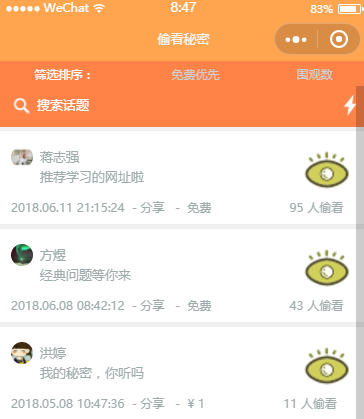 WeChat 8:47 83%
偷看秘密
筛选排序： 免费优先 围观数
搜索话题
蒋志强
推荐学习的网址啦
2018.06.11 21:15:24 - 分享 - 免费 95 人偷看
方煜
经典问题等你来
2018.06.08 08:42:12 - 分享 - 免费 43 人偷看
洪婷
我的秘密，你听吗
2018.05.08 10:47:36 - 分享 - ¥ 1 11 人偷看